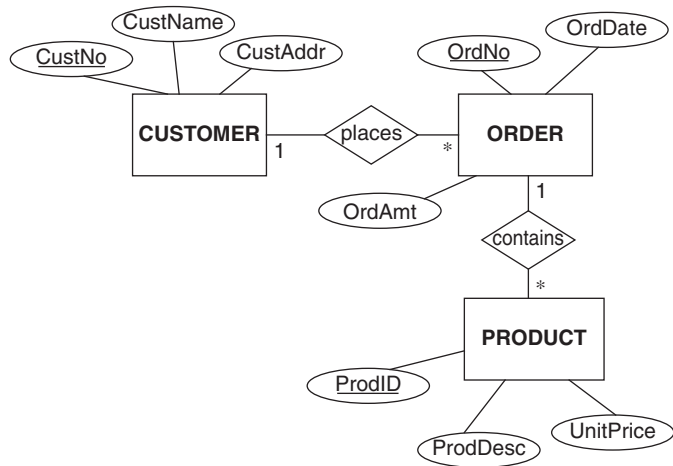 CustName
CustNo
CustAddr
OrdNo
OrdDate
CUSTOMER
places
ORDER
1
*
OrdAmt
1
contains
*
PRODUCT
ProdID
ProdDesc
UnitPrice